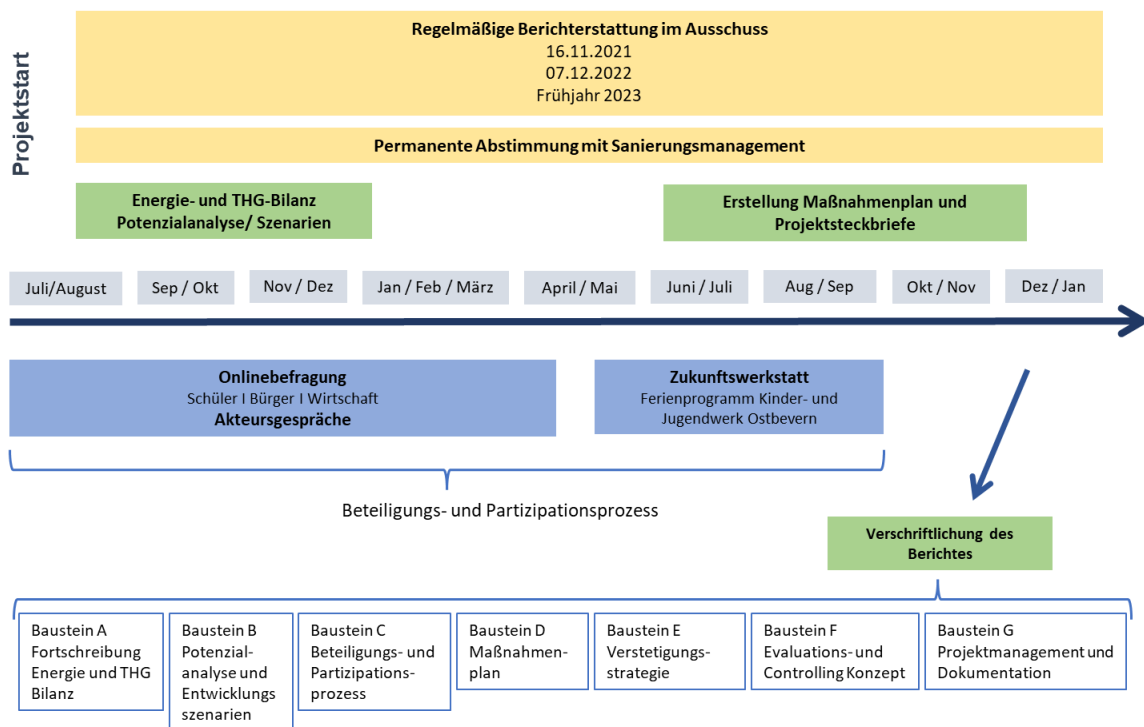 Projektstart
Regelmäßige Berichterstattung im Ausschuss
16.11.2021
07.12.2022
Frühjahr 2023
Permanente Abstimmung mit Sanierungsmanagement
Energie- und THG-Bilanz
Potenzialanalyse/ Szenarien
Erstellung Maßnahmenplan und
Projektsteckbriefe
Juli/August
Sep / Okt
Nov / Dez
Jan / Feb / März
April / Mai
Juni / Juli
Aug / Sep
Okt / Nov
Dez / Jan
Onlinebefragung
Schüler I Bürger I Wirtschaft
Akteursgespräche
Zukunftswerkstatt
Ferienprogramm Kinder- und
Jugendwerk Ostbevern
Beteiligungs- und Partizipationsprozess
Verschriftlichung des
Berichtes
Baustein A
Fortschreibung
Energie und THG
Bilanz
Baustein B
Potenzial-
analyse und
Entwicklungs
szenarien
Baustein C
Beteiligungs- und
Partizipations-
prozess
Baustein D
Maßnahmen-
plan
Baustein E
Verstetigungs-
strategie
Baustein F
Evaluations- und
Controlling Konzept
Baustein G
Projektmanagement und
Dokumentation